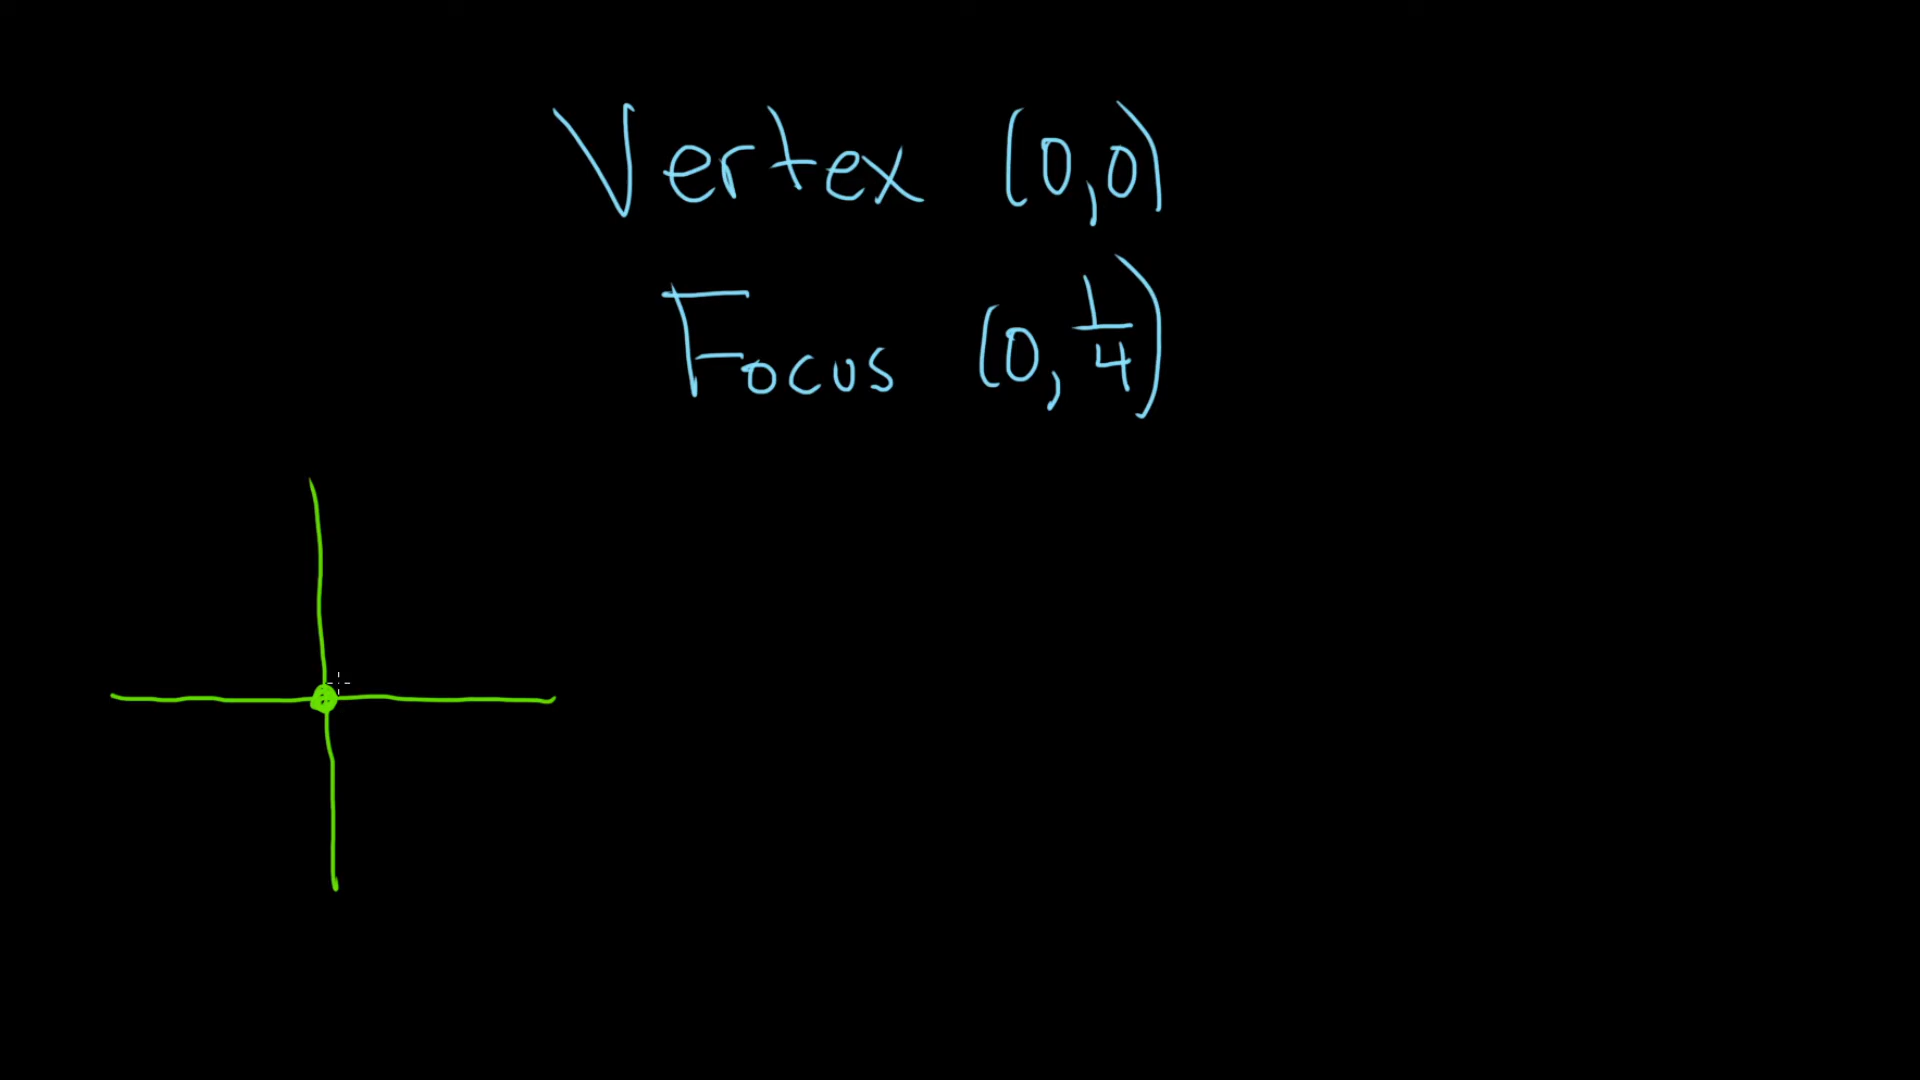 Vertex (0,0)
Focus (0, 1/4)